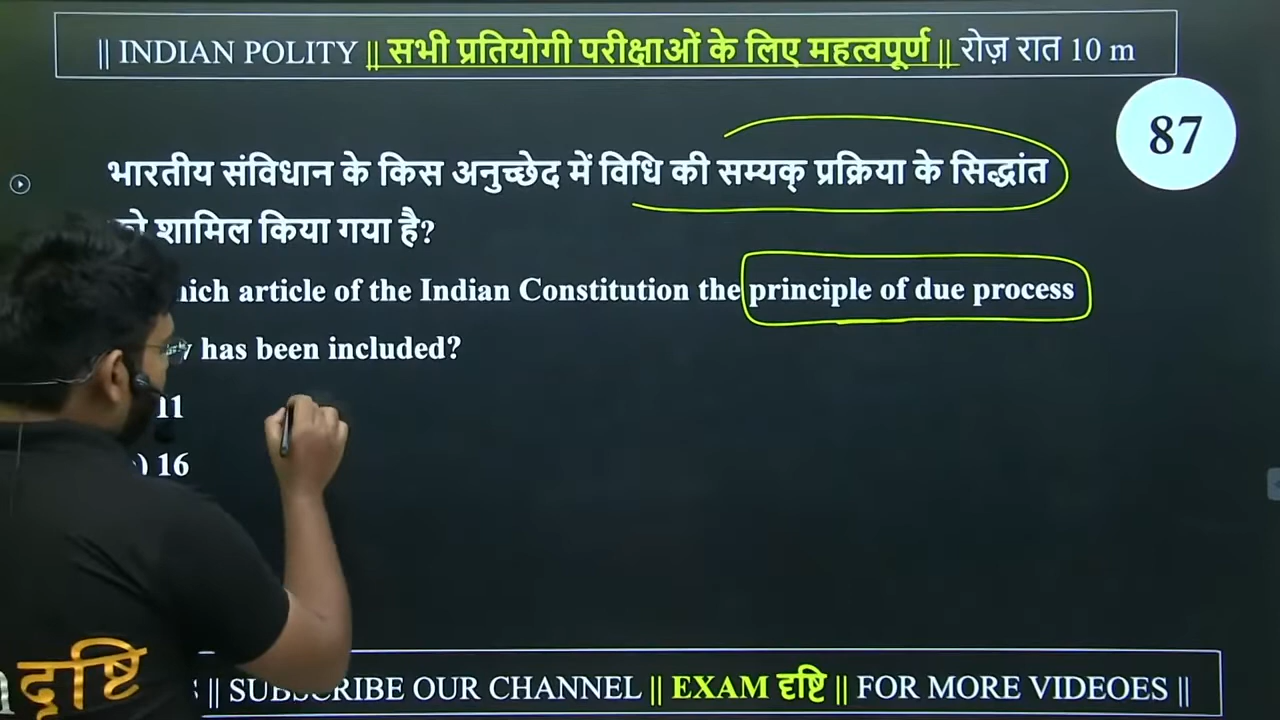 || INDIAN POLITY || सभी प्रतियोगी परीक्षाओं के लिए महत्वपूर्ण || रोज़ रात 10 m
87
भारतीय संविधान के किस अनुच्छेद में विधि की सम्यक् प्रक्रिया के सिद्धांत
शामिल किया गया है?
article of the Indian Constitution the principle of due process
has been included?
11
) 16
|| SUBSCRIBE OUR CHANNEL || EXAM दृष्टि || FOR MORE VIDEOES ||
दृष्टि